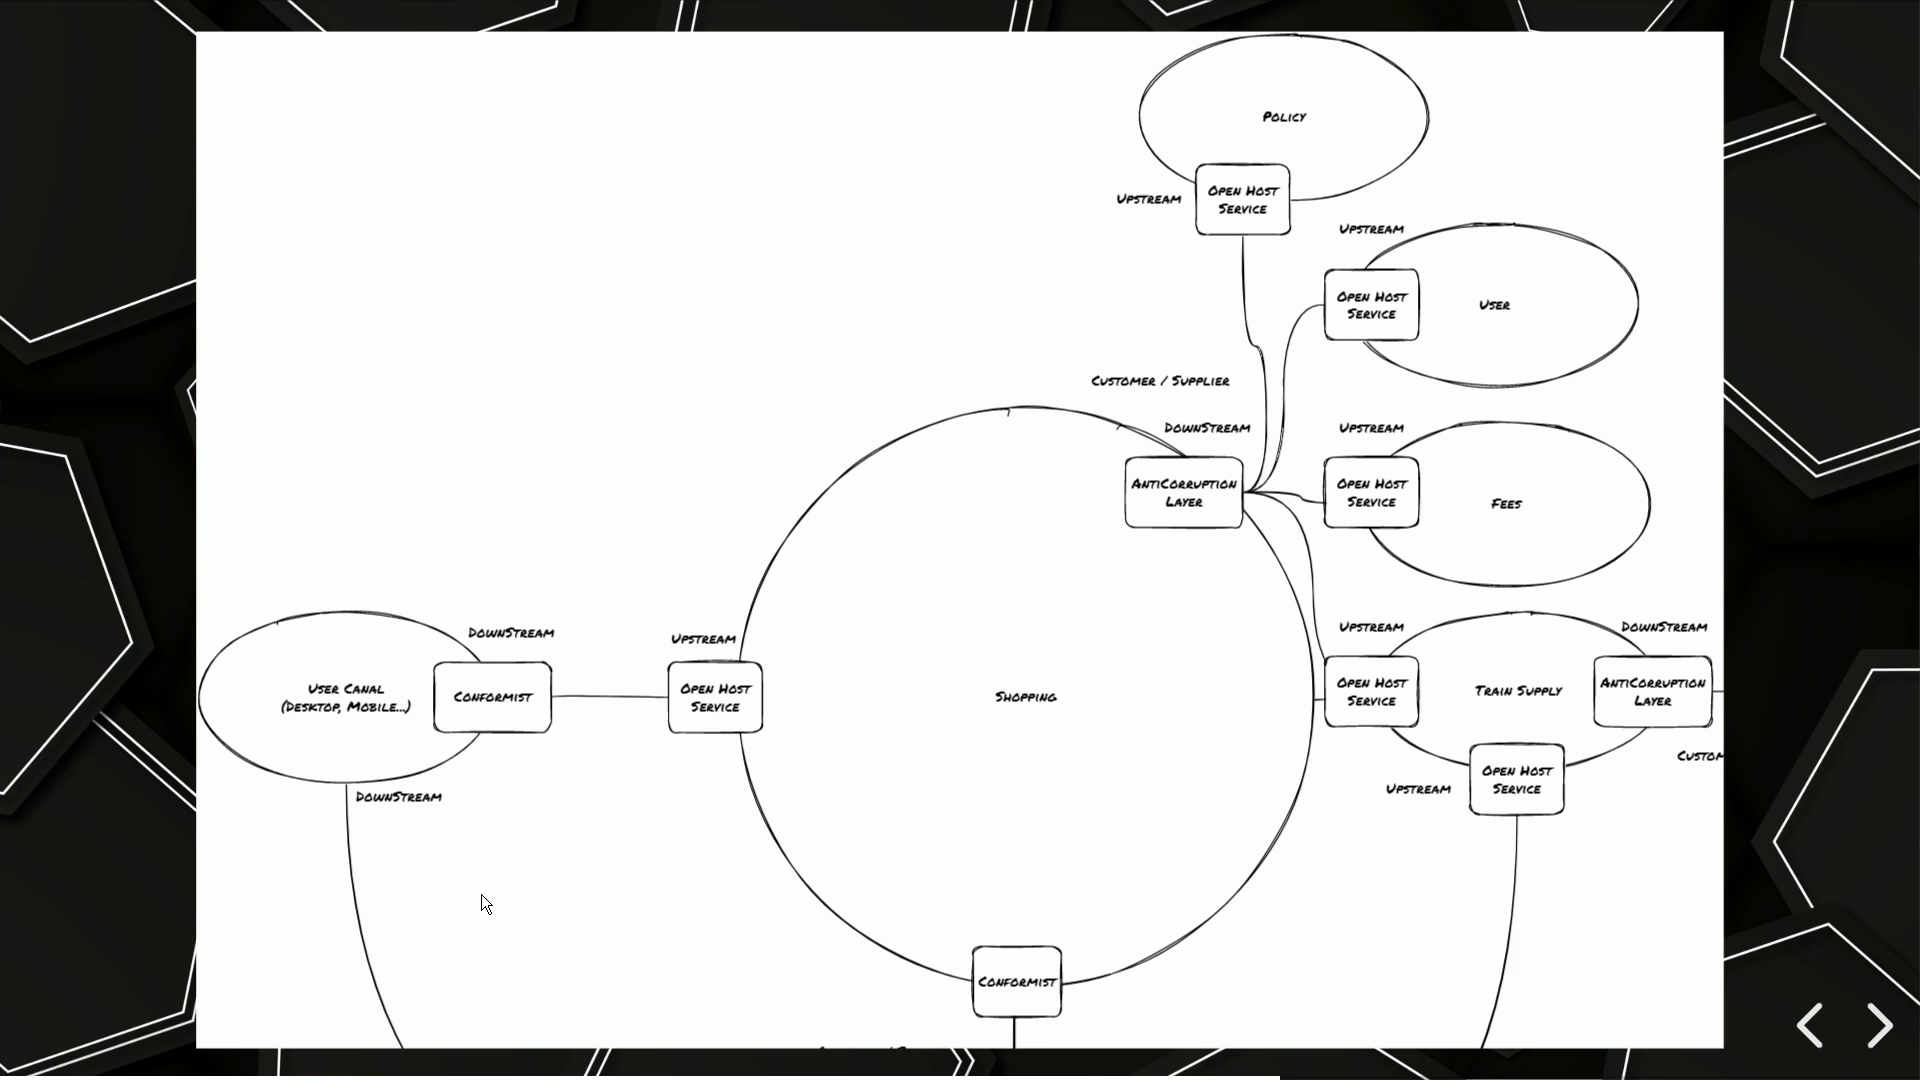 Policy
Upstream
Open Host
Service
Upstream
Open Host
Service
User
Customer / Supplier
DownStream
Upstream
AntiCorruption
Layer
Open Host
Service
Fees
DownStream
Upstream
Upstream
DownStream
User Canal
(Desktop, Mobile...)
Conformist
Open Host
Service
Shopping
Open Host
Service
Train Supply
AntiCorruption
Layer
Custom
DownStream
Upstream
Open Host
Service
Conformist